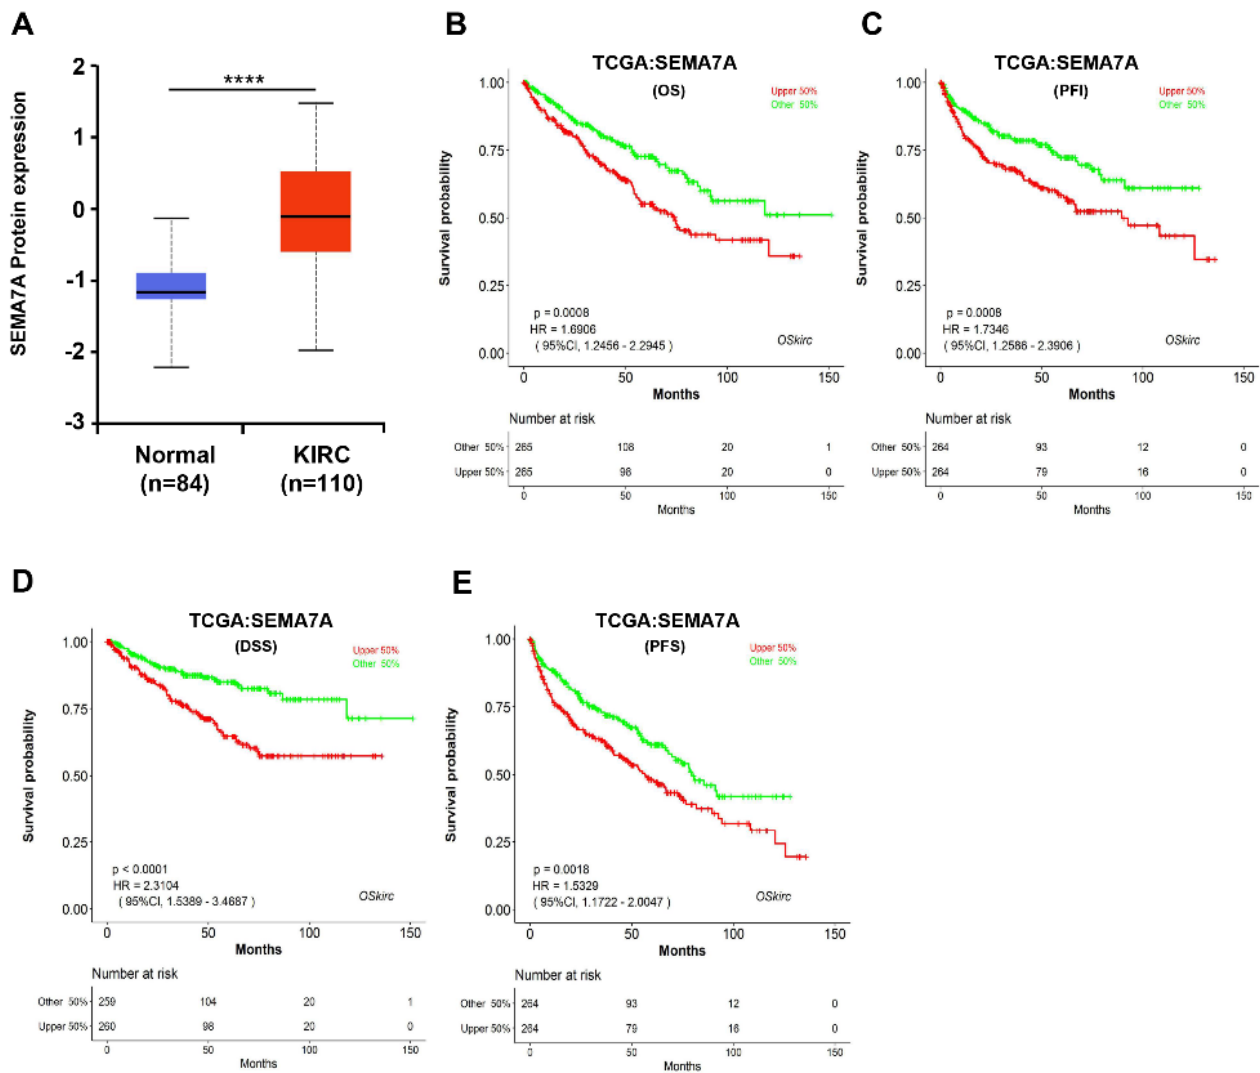 A
SEMA7A Protein expression
2
1
0
-1
-2
-3
****
Normal
(n=84)
KIRC
(n=110)
B
TCGA:SEMA7A
(OS)
Upper 50%
Other 50%
Survival probability
1.00
0.75
0.50
0.25
0.00
p = 0.0008
HR = 1.6906
( 95%CI, 1.2456 - 2.2945 )
OSkirc
0 50 100 150
Months
Number at risk
Other 50% 265 108 20 1
Upper 50% 265 98 20 0
0 50 100 150
Months
C
TCGA:SEMA7A
(PFI)
Upper 50%
Other 50%
Survival probability
1.00
0.75
0.50
0.25
0.00
p = 0.0008
HR = 1.7346
( 95%CI, 1.2586 - 2.3906 )
OSkirc
0 50 100 150
Months
Number at risk
Other 50% 264 93 12 0
Upper 50% 264 79 16 0
0 50 100 150
Months
D
TCGA:SEMA7A
(DSS)
Upper 50%
Other 50%
Survival probability
1.00
0.75
0.50
0.25
0.00
p < 0.0001
HR = 2.3104
( 95%CI, 1.5389 - 3.4687 )
OSkirc
0 50 100 150
Months
Number at risk
Other 50% 259 104 20 1
Upper 50% 260 98 20 0
0 50 100 150
Months
E
TCGA:SEMA7A
(PFS)
Upper 50%
Other 50%
Survival probability
1.00
0.75
0.50
0.25
0.00
p = 0.0018
HR = 1.5329
( 95%CI, 1.1722 - 2.0047 )
OSkirc
0 50 100 150
Months
Number at risk
Other 50% 264 93 12 0
Upper 50% 264 79 16 0
0 50 100 150
Months